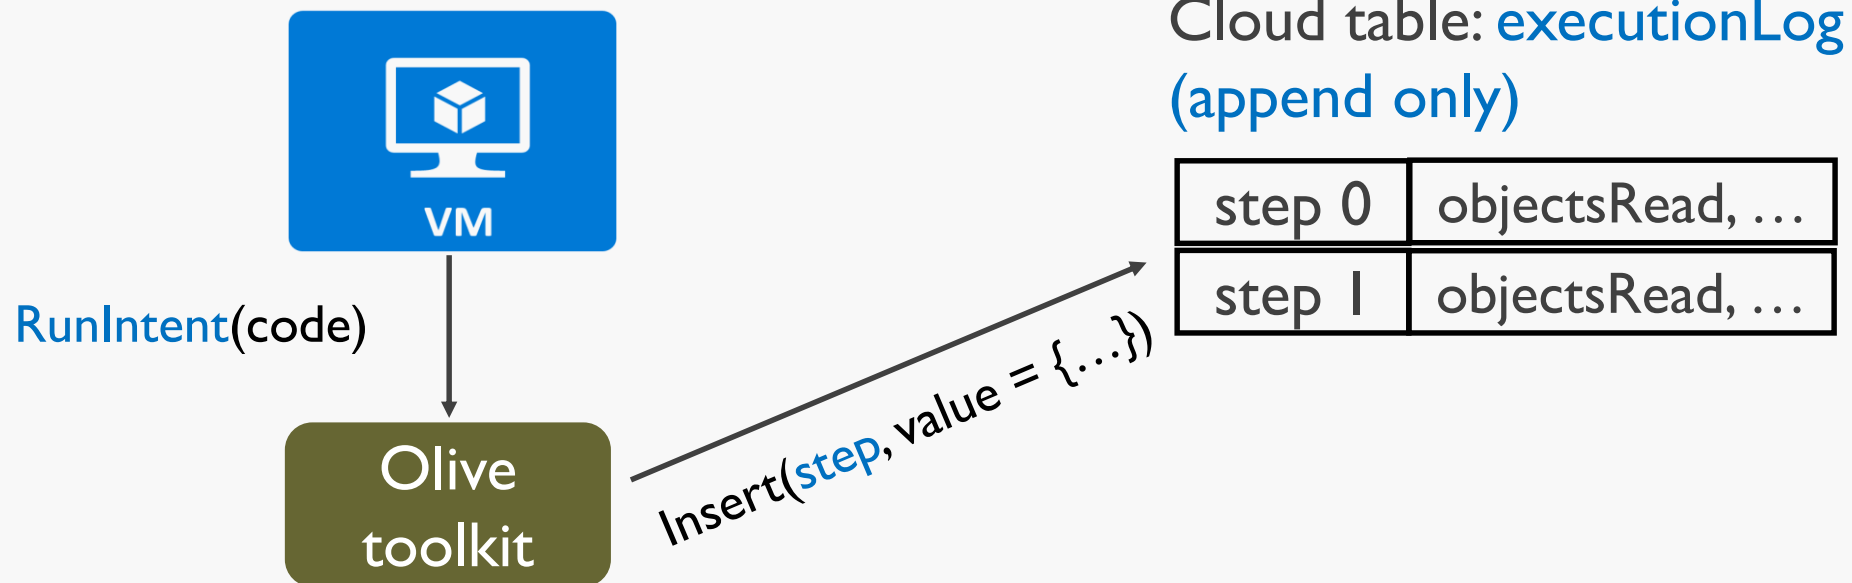 Cloud table: executionLog
(append only)
VM
step 0 objectsRead, …
step 1 objectsRead, …
RunIntent(code)
Insert(step, value = {…})
Olive
toolkit